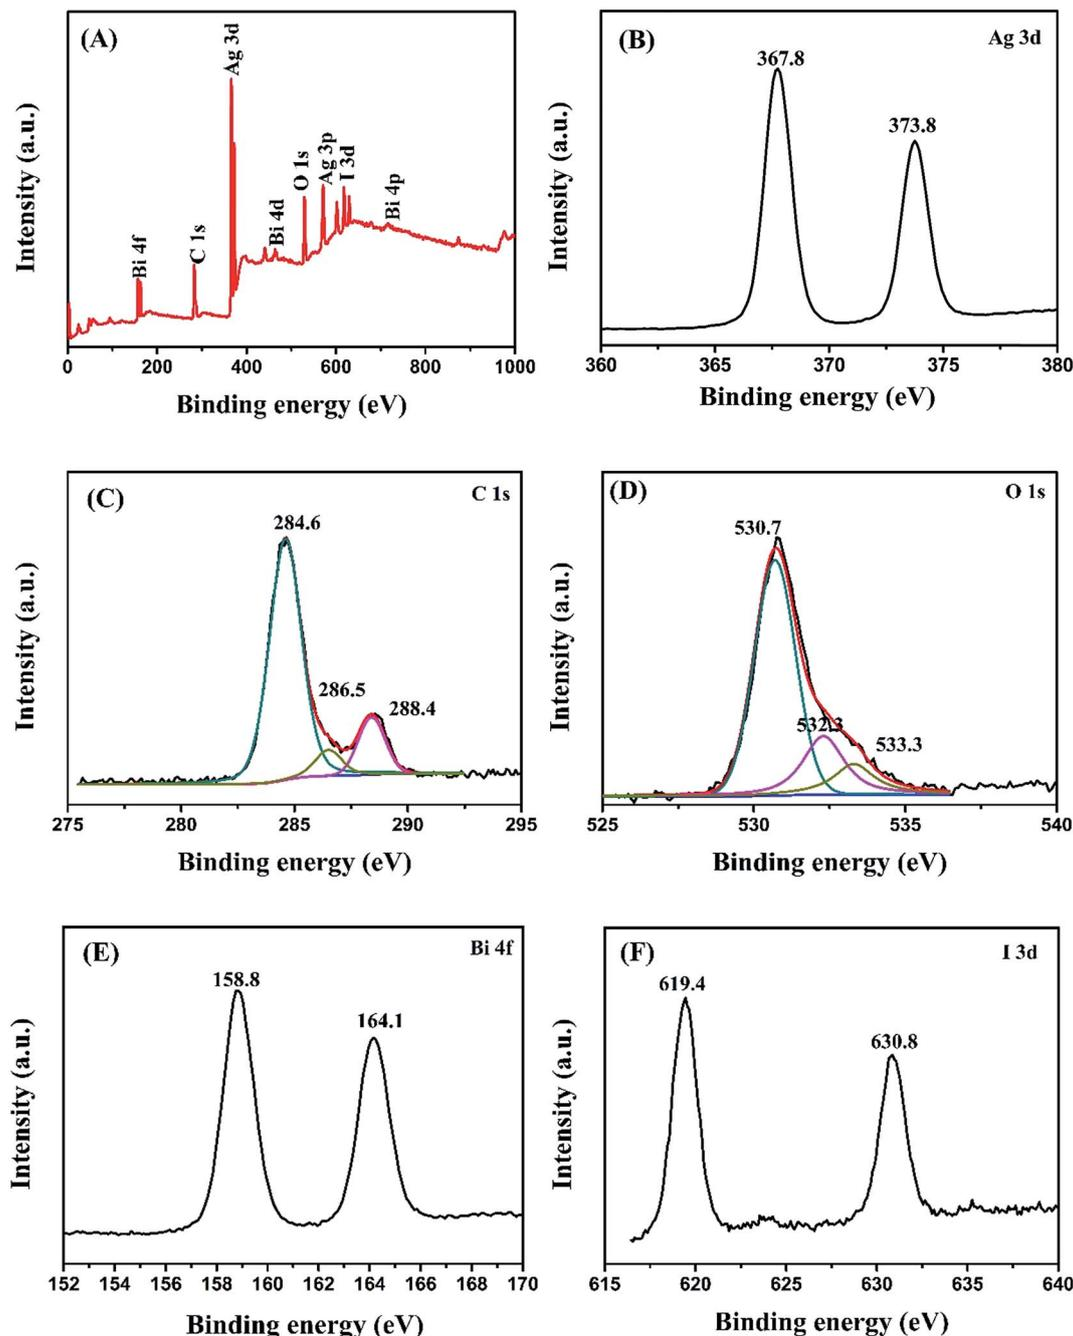 (A)
Ag 3d
Bi 4f
C 1s
Bi 4d
O 1s
Ag 3p
I 3d
Bi 4p
Intensity (a.u.)
0 200 400 600 800 1000
Binding energy (eV)
(B)
Ag 3d
367.8
373.8
Intensity (a.u.)
360 365 370 375 380
Binding energy (eV)
(C)
C 1s
284.6
286.5
288.4
Intensity (a.u.)
275 280 285 290 295
Binding energy (eV)
(D)
O 1s
530.7
532.3
533.3
Intensity (a.u.)
525 530 535 540
Binding energy (eV)
(E)
Bi 4f
158.8
164.1
Intensity (a.u.)
152 154 156 158 160 162 164 166 168 170
Binding energy (eV)
(F)
I 3d
619.4
630.8
Intensity (a.u.)
615 620 625 630 635 640
Binding energy (eV)